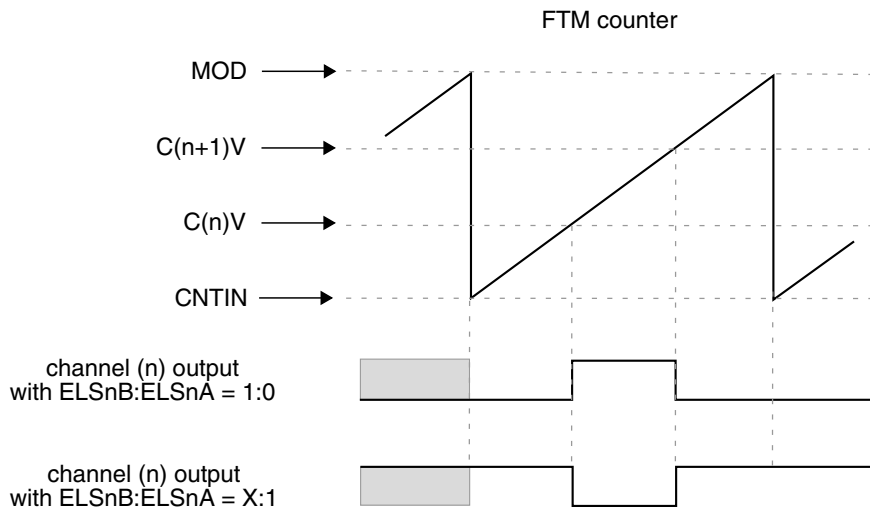 FTM counter
MOD
C(n+1)V
C(n)V
CNTIN
channel (n) output
with ELSnB:ELSnA = 1:0
channel (n) output
with ELSnB:ELSnA = X:1